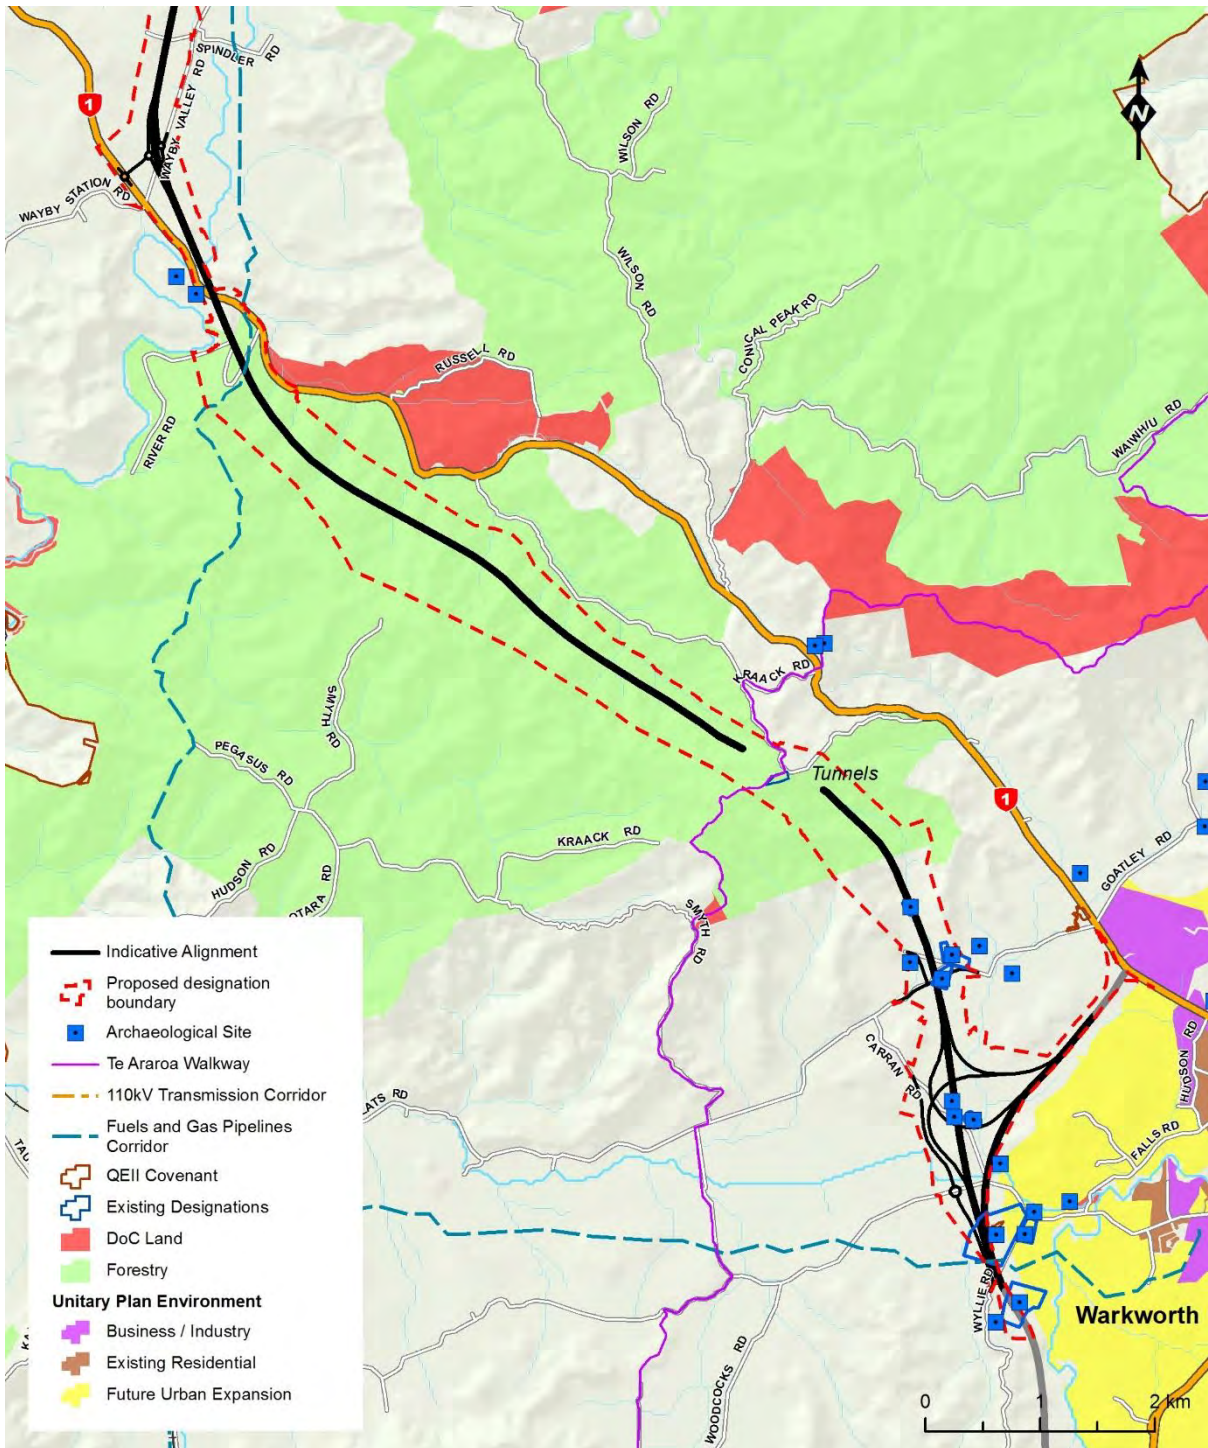 SPINDLER RD
1
WAYBY VALLEY RD
WAYBY STATION RD
WILSON RD
N
WILSON RD
CONICAL PEAK RD
RUSSELL RD
WAIWHIU RD
RIVER RD
KRAACK RD
SMYTH RD
PEGASUS RD
Tunnels
1
KRAACK RD
GOATLEY RD
HUDSON RD
OTARA RD
SMYTH RD
CARRAN RD
HUDSON RD
FALLS RD
LATS RD
TAU
WYLLIE RD
Warkworth
WOODCOCKS RD
KA
Indicative Alignment
Proposed designation
boundary
Archaeological Site
Te Araroa Walkway
110kV Transmission Corridor
Fuels and Gas Pipelines
Corridor
QEII Covenant
Existing Designations
DoC Land
Forestry
Unitary Plan Environment
Business / Industry
Existing Residential
Future Urban Expansion
0 1 2 km